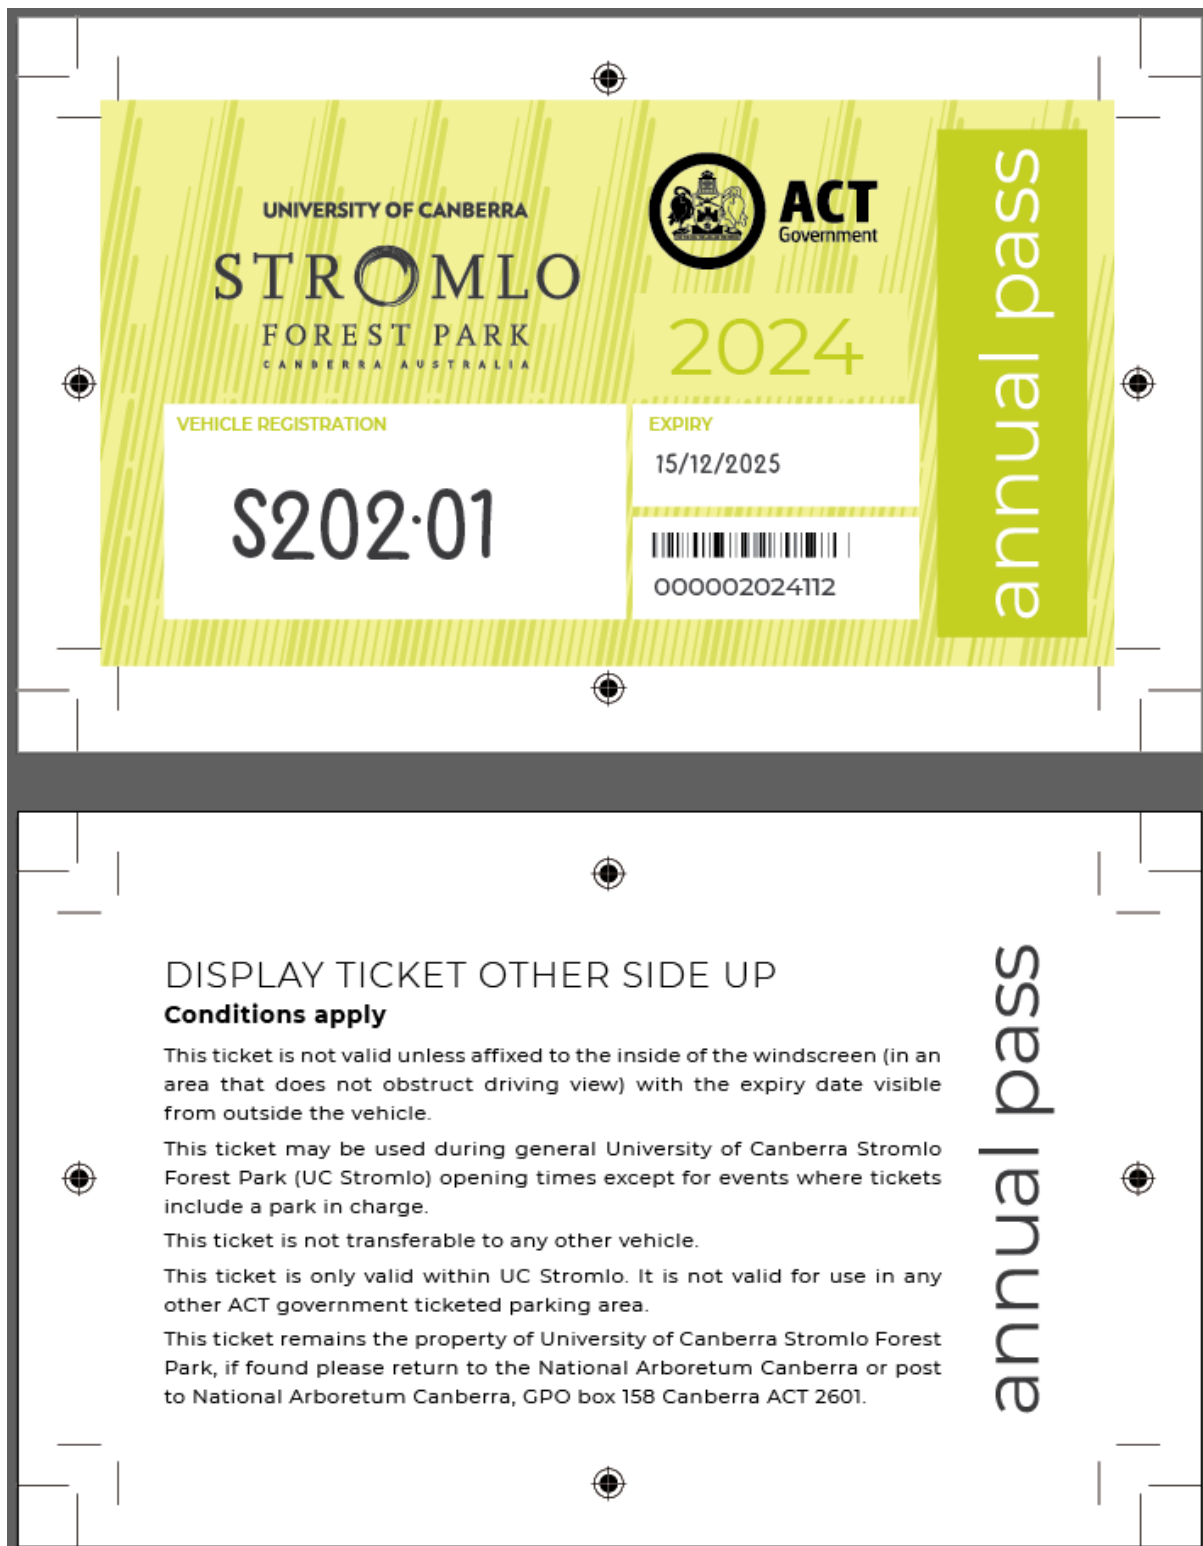 UNIVERSITY OF CANBERRA
STROMLO
FOREST PARK
CANBERRA AUSTRALIA
ACT
Government
2024
annual pass
VEHICLE REGISTRATION
S202·01
EXPIRY
15/12/2025
000002024112
DISPLAY TICKET OTHER SIDE UP
Conditions apply
This ticket is not valid unless affixed to the inside of the windscreen (in an
area that does not obstruct driving view) with the expiry date visible
from outside the vehicle.
This ticket may be used during general University of Canberra Stromlo
Forest Park (UC Stromlo) opening times except for events where tickets
include a park in charge.
This ticket is not transferable to any other vehicle.
This ticket is only valid within UC Stromlo. It is not valid for use in any
other ACT government ticketed parking area.
This ticket remains the property of University of Canberra Stromlo Forest
Park, if found please return to the National Arboretum Canberra or post
to National Arboretum Canberra, GPO box 158 Canberra ACT 2601.
annual pass